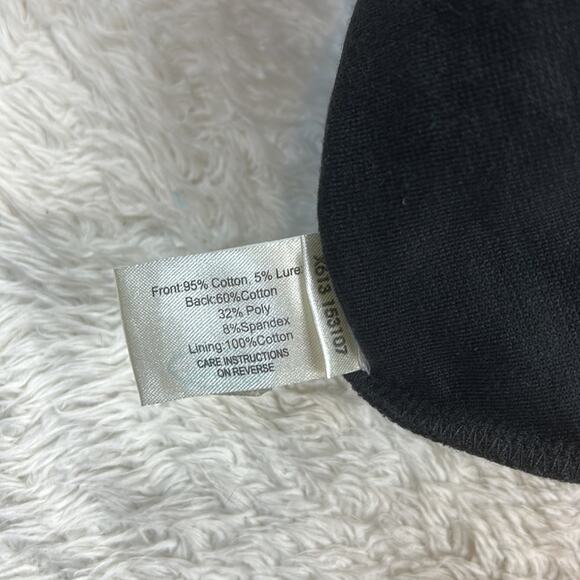 Front:95% Cotton. 5% Lure
Back:60%Cotton
32% Poly
8%Spandex
Lining:100%Cotton
CARE INSTRUCTIONS
ON REVERSE
X613 153107